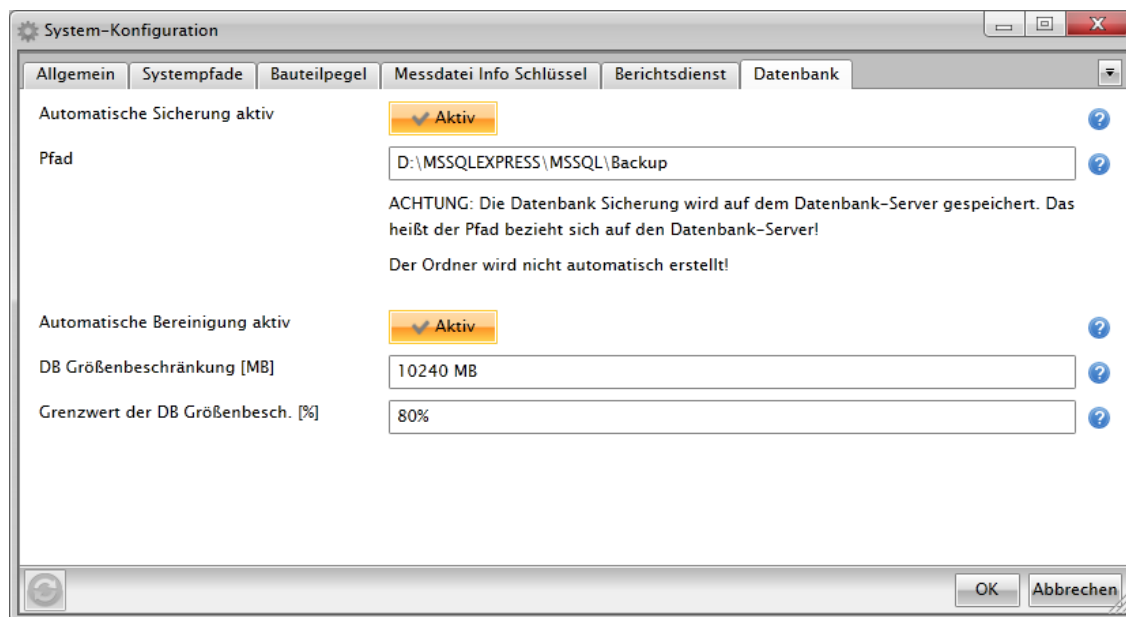 System-Konfiguration
Allgemein Systempfade Bauteilpegel Messdatei Info Schlüssel Berichtsdienst Datenbank
Automatische Sicherung aktiv Aktiv ?
Pfad D:\MSSQLEXPRESS\MSSQL\Backup ?
ACHTUNG: Die Datenbank Sicherung wird auf dem Datenbank-Server gespeichert. Das
heißt der Pfad bezieht sich auf den Datenbank-Server!
Der Ordner wird nicht automatisch erstellt!
Automatische Bereinigung aktiv Aktiv ?
DB Größenbeschränkung [MB] 10240 MB ?
Grenzwert der DB Größenbesch. [%] 80% ?
OK Abbrechen